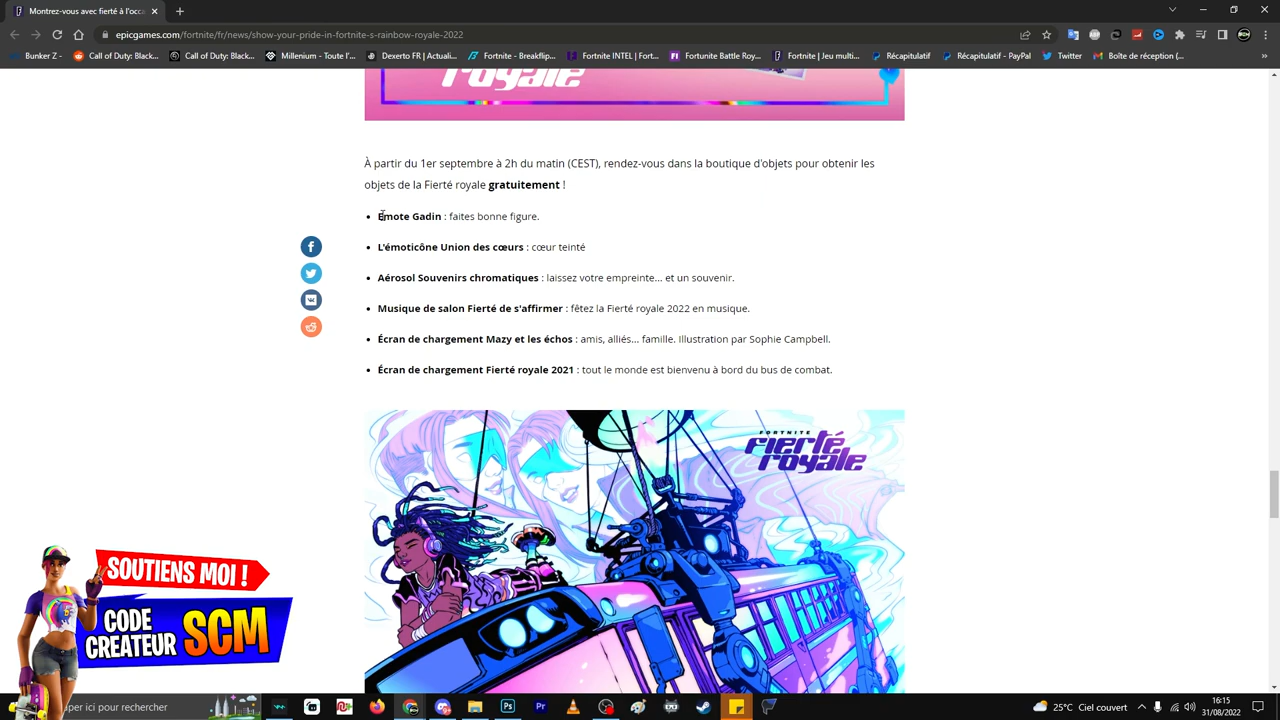 Montrez-vous avec fierté à l'occa
epicgames.com/fortnite/fr/news/show-your-pride-in-fortnite-s-rainbow-royale-2022
Bunker Z -
Call of Duty: Black...
Call of Duty: Black...
Millenium - Toute l'...
Dexerto FR | Actuali...
Fortnite - Breakflip...
Fortnite INTEL | Fort...
Fortunite Battle Roy...
Fortnite | Jeu multi...
Récapitulatif
Récapitulatif - PayPal
Twitter
Boîte de réception (...
»
royale
À partir du 1er septembre à 2h du matin (CEST), rendez-vous dans la boutique d'objets pour obtenir les
objets de la Fierté royale gratuitement !
• Emote Gadin : faites bonne figure.
• L'émoticône Union des cœurs : cœur teinté
• Aérosol Souvenirs chromatiques : laissez votre empreinte... et un souvenir.
• Musique de salon Fierté de s'affirmer : fêtez la Fierté royale 2022 en musique.
• Écran de chargement Mazy et les échos : amis, alliés... famille. Illustration par Sophie Campbell.
• Écran de chargement Fierté royale 2021 : tout le monde est bienvenu à bord du bus de combat.
FORTNITE
fierté
royale
SOUTIENS MOI !
CODE
CREATEUR SCM
aper ici pour rechercher
25°C Ciel couvert
16:15
31/08/2022